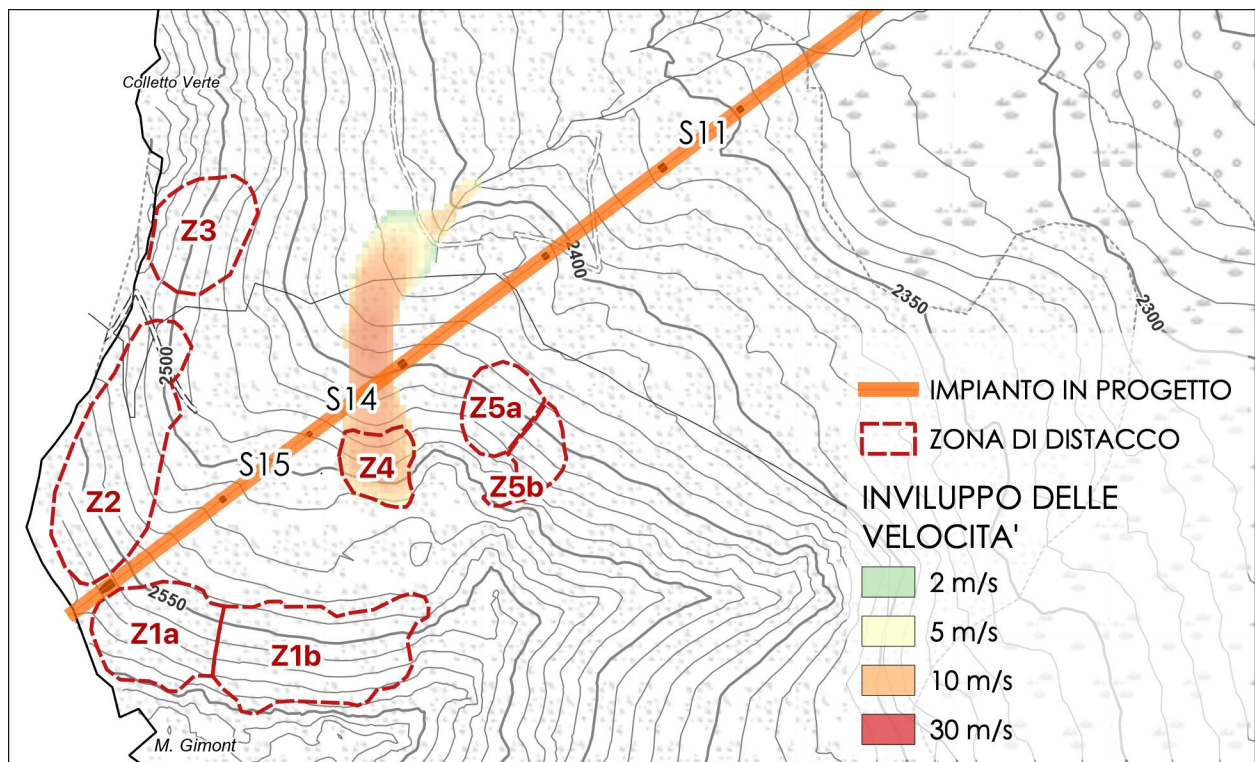 Colletto Verte
S11
Z3
2400
2350
2300
2500
S14
Z5a
IMPIANTO IN PROGETTO
ZONA DI DISTACCO
S15
Z4
Z5b
Z2
INVILUPPO DELLE
VELOCITA'
2 m/s
2550
Z1a
5 m/s
Z1b
10 m/s
30 m/s
M. Gimont